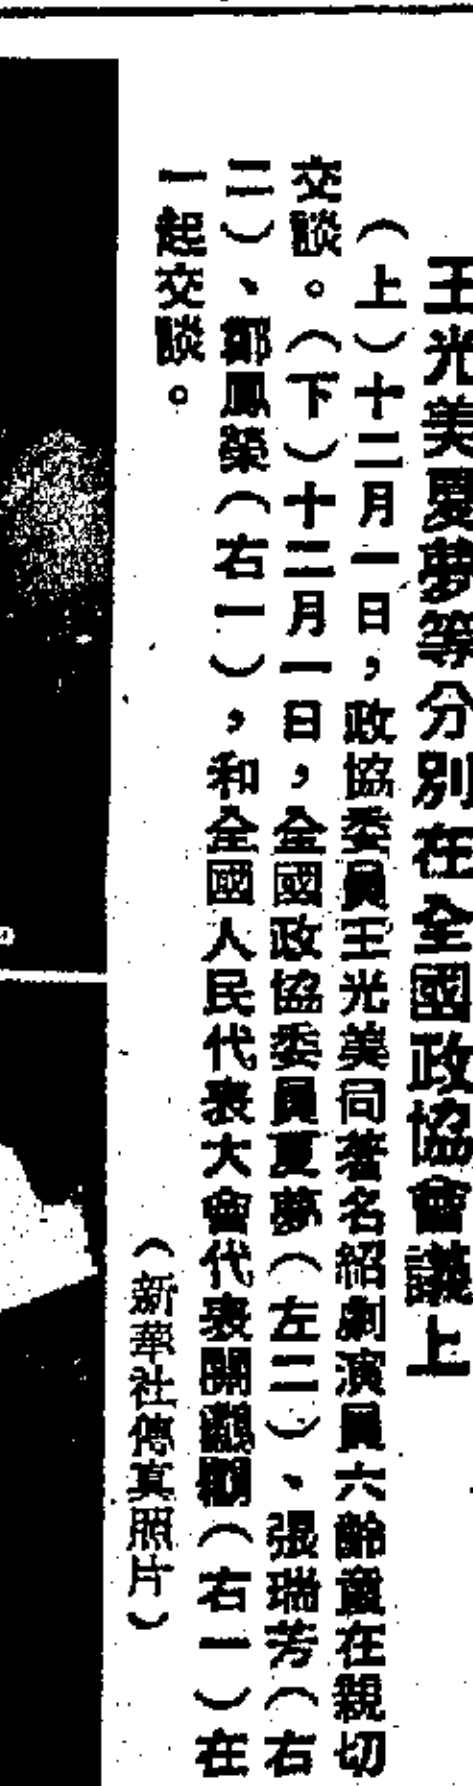 王光美夏夢等分別在全國政協會議上
(上)十二月一日,政協委員王光美同著名紹劇演員六齡童在親切
交談。(下)十二月一日,全國政協委員夏夢(左二)、張瑞芳(右
二)、鄭鳳榮(右一),和全國人民代表大會代表(右一)在
一起交談。
(新華社傳真照片)